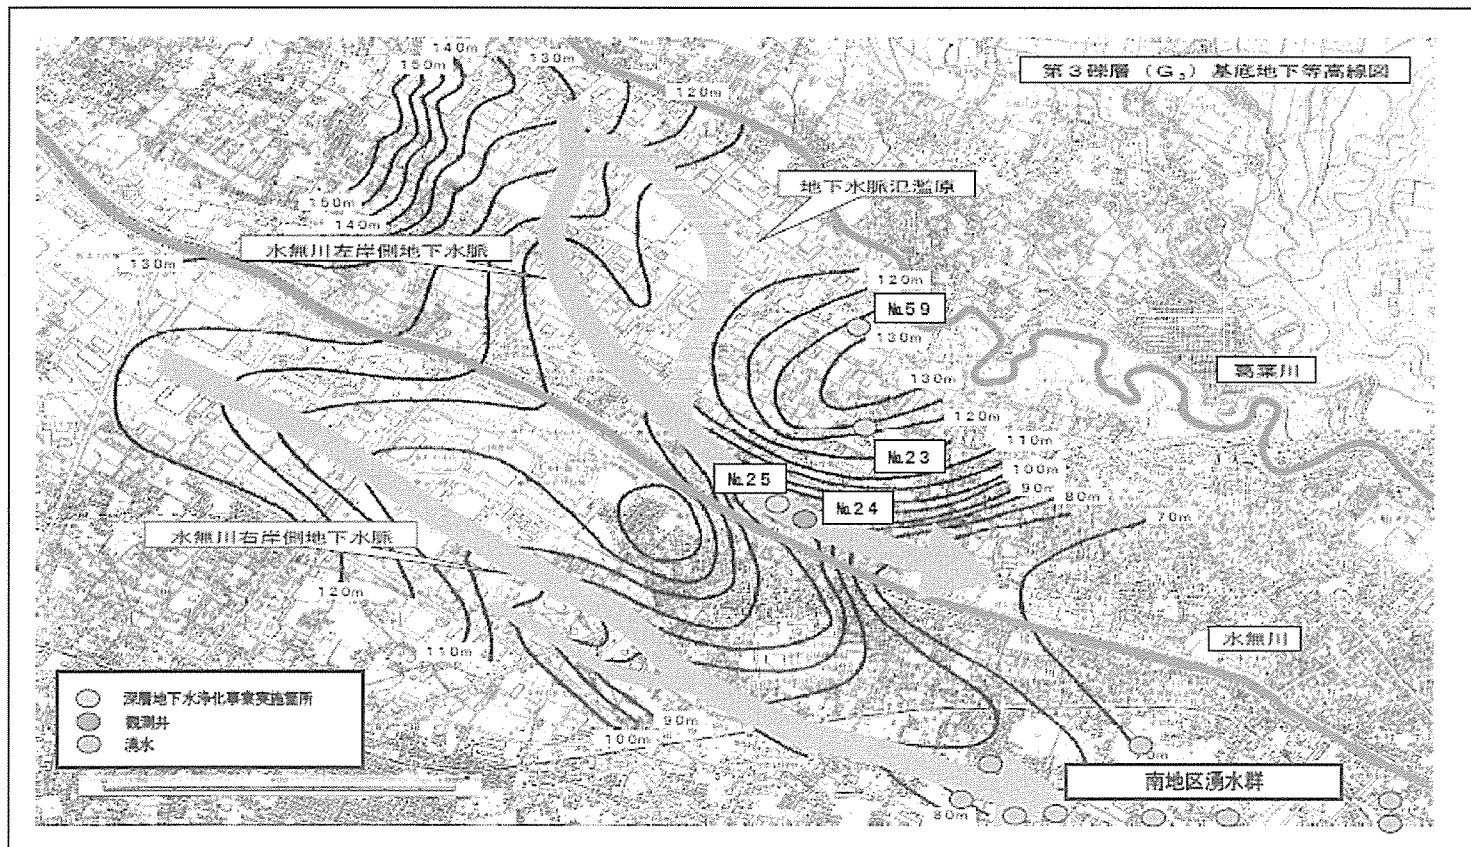 140m
150m
130m
第3礫層（G₃）基底地下等高線図
120m
地下水脈氾濫原
150m
140m
水無川左岸側地下水脈
130m
120m
№59
130m
葛葉川
130m
120m
110m
№23
100m
№25
90m
80m
№24
70m
水無川右岸側地下水脈
120m
水無川
110m
深層地下水浄化事業実施箇所
観測井
湧水
90m
100m
70m
南地区湧水群
80m